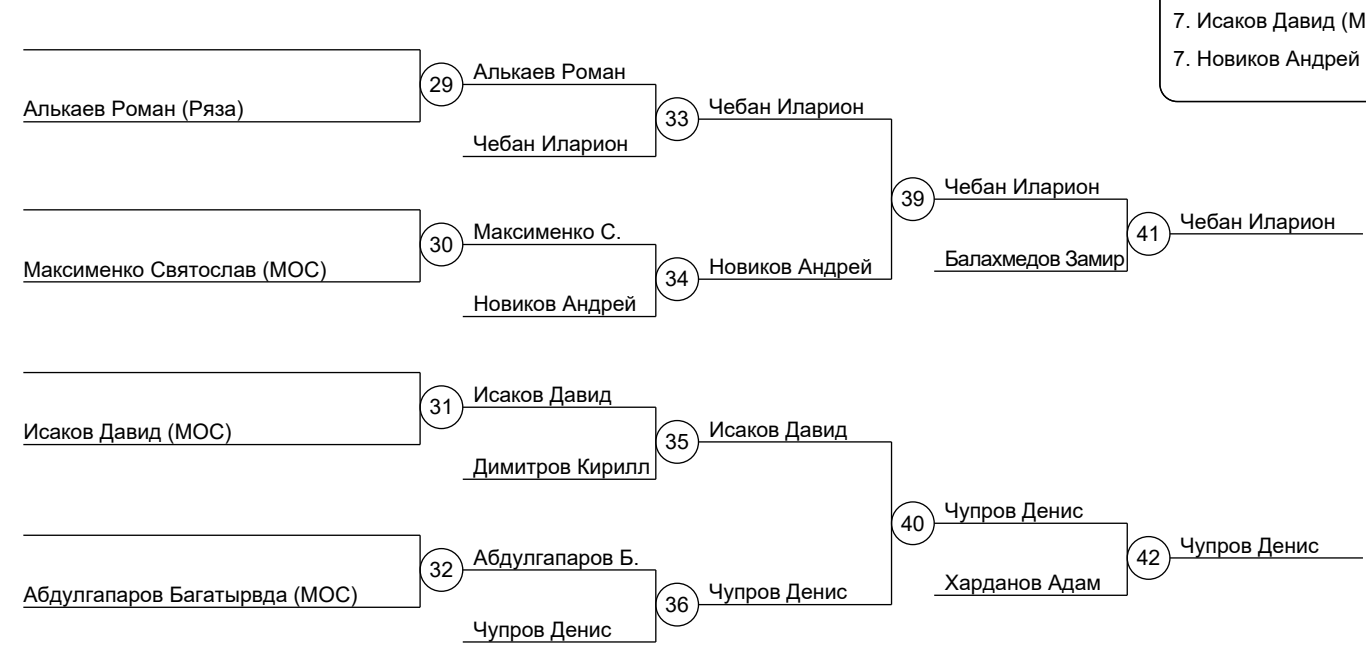 7. Исаков Давид (М
7. Новиков Андрей
Алькаев Роман (Ряза)
29
Алькаев Роман
Чебан Иларион
33
Чебан Иларион
Максименко Святослав (МОС)
30
Максименко С.
Новиков Андрей
34
Новиков Андрей
39
Чебан Иларион
Балахмедов Замир
41
Чебан Иларион
Исаков Давид (МОС)
31
Исаков Давид
Димитров Кирилл
35
Исаков Давид
Абдулгапаров Багатырвда (МОС)
32
Абдулгапаров Б.
Чупров Денис
36
Чупров Денис
40
Чупров Денис
Харданов Адам
42
Чупров Денис